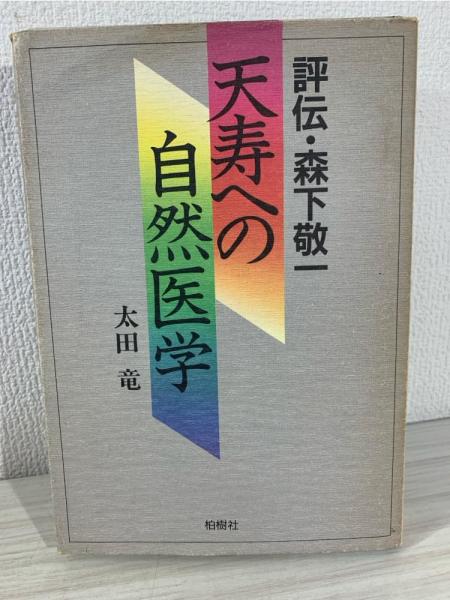 評伝・森下敬一
天寿への
自然医学
太田 竜
柏樹社